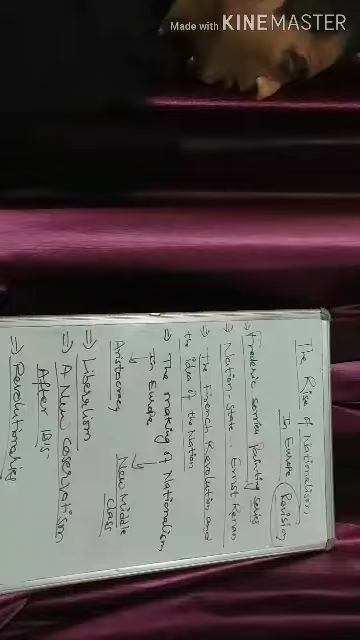 Made with KINEMASTER
The Rise of Nationalism
In Europe (Revision)
⇒ Frederic sorrieu Painting series
⇒ Nation-State - Ernst Renan
⇒ The French Revolution and
the idea of the Nation
⇒ The making of Nationalism
In Europe
Aristocracy New Middle
class
⇒ Liberalism
⇒ A New Coservatism
After 1815
⇒ Revolutionaries